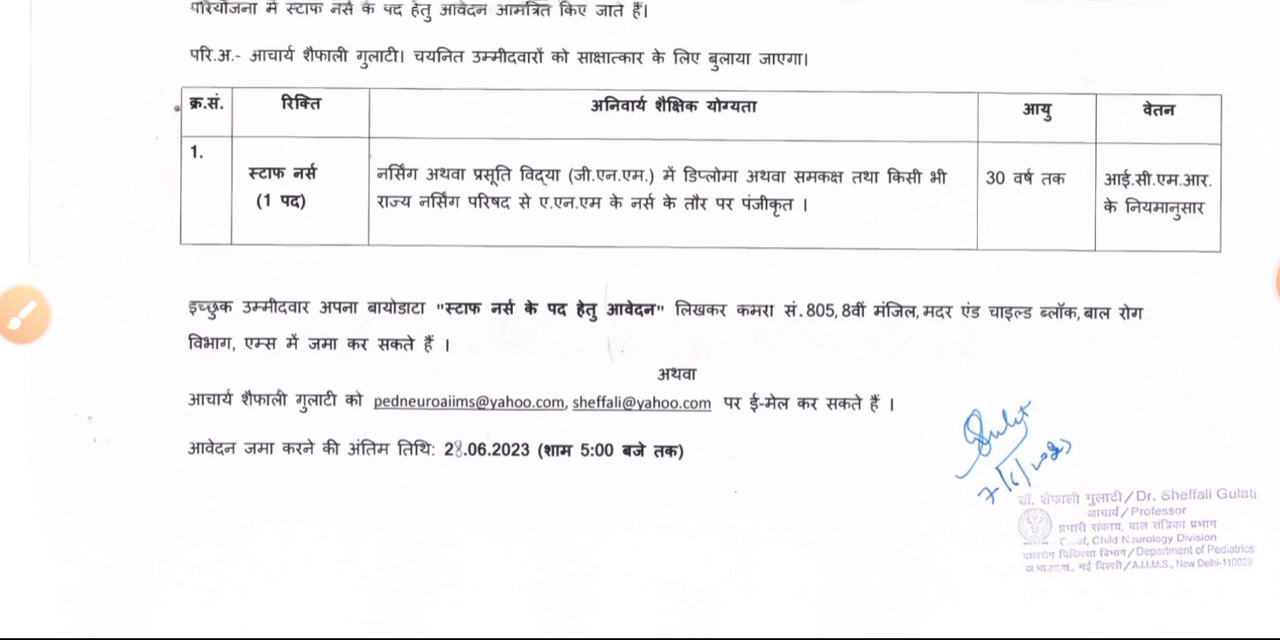 परियोजना में स्टाफ नर्स के पद हेतु आवेदन आमंत्रित किए जाते हैं।
परि.अ.- आचार्य शैफाली गुलाटी। चयनित उम्मीदवारों को साक्षात्कार के लिए बुलाया जाएगा।
क्र.सं. रिक्ति अनिवार्य शैक्षिक योग्यता आयु वेतन
1.
स्टाफ नर्स नर्सिंग अथवा प्रसूति विद्या (जी.एन.एम.) में डिप्लोमा अथवा समकक्ष तथा किसी भी 30 वर्ष तक आई.सी.एम.आर.
(1 पद) राज्य नर्सिंग परिषद से ए.एन.एम के नर्स के तौर पर पंजीकृत । के नियमानुसार
इच्छुक उम्मीदवार अपना बायोडाटा "स्टाफ नर्स के पद हेतु आवेदन" लिखकर कमरा सं.805,8वीं मंजिल,मदर एंड चाइल्ड ब्लॉक,बाल रोग
विभाग, एम्स में जमा कर सकते हैं ।
अथवा
आचार्य शैफाली गुलाटी को pedneuroaiims@yahoo.com, sheffali@yahoo.com पर ई-मेल कर सकते हैं ।
आवेदन जमा करने की अंतिम तिथि: 28.06.2023 (शाम 5:00 बजे तक)
डॉ. शैफाली गुलाटी/Dr. Sheffali Gulati
आचार्य/Professor
प्रभारी संकाय, बाल तंत्रिका प्रभाग
Chief, Child Neurology Division
विभाग/Department of Pediatrics
नई दिल्ली/A.I.I.M.S., New Delhi-110029